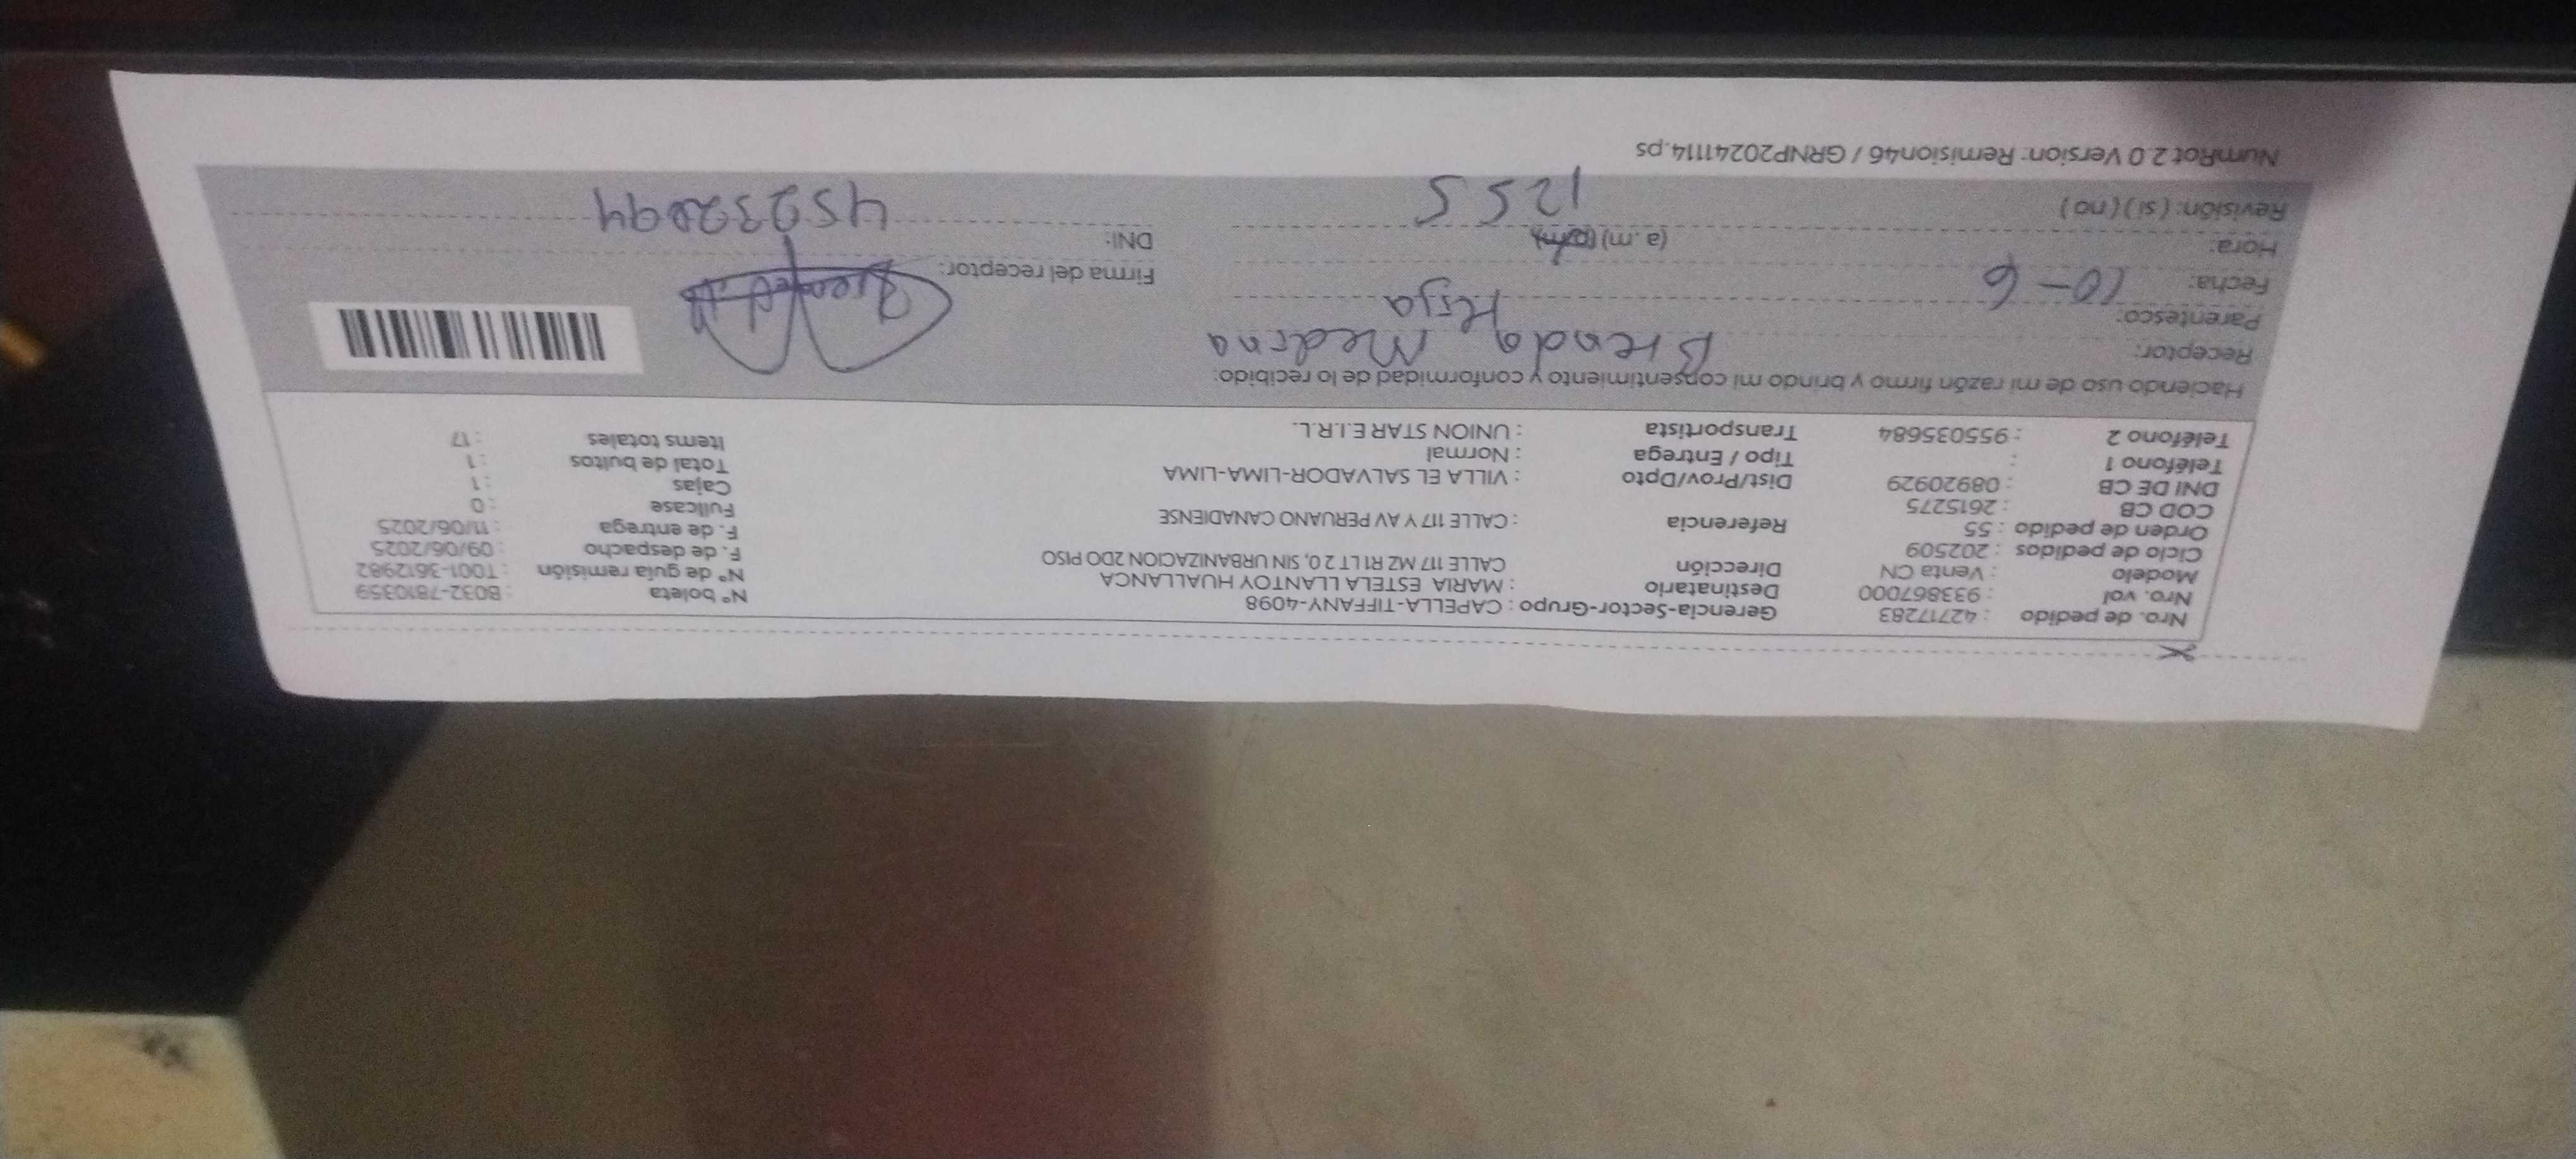 Nro. de pedido : 42717283 Gerencia-Sector-Grupo : CAPELLA-TIFFANY-4098 N° boleta : B032-7810359
Nro. vol : 933867000 Destinatario : MARIA ESTELA LLANTOY HUALLANCA N° de guía remisión : T001-3612982
Modelo : Venta CN Dirección CALLE 117 MZ R1 LT 2 0, SIN URBANIZACION 2DO PISO F. de despacho : 09/06/2025
Ciclo de pedidos : 202509 F. de entrega : 11/06/2025
Orden de pedido : 55 Referencia : CALLE 117 Y AV PERUANO CANADIENSE Fullcase : 0
COD CB : 2615275 Cajas : 1
DNI DE CB : 08920929 Dist/Prov/Dpto : VILLA EL SALVADOR-LIMA-LIMA Total de bultos : 1
Teléfono 1 : Tipo / Entrega : Normal Items totales : 17
Teléfono 2 : 955035684 Transportista : UNION STAR E.I.R.L.
Haciendo uso de mi razón firmo y brindo mi consentimiento y conformidad de lo recibido:
Receptor: Brenda Medina
Parentesco: Hija
Fecha: 10-6 Firma del receptor:
Hora: (a.m) (p.m) DNI:
Revisión: (si) (no) 1255 45932094
NumRot 2.0 Version: Remision46 / GRNP20241114.ps